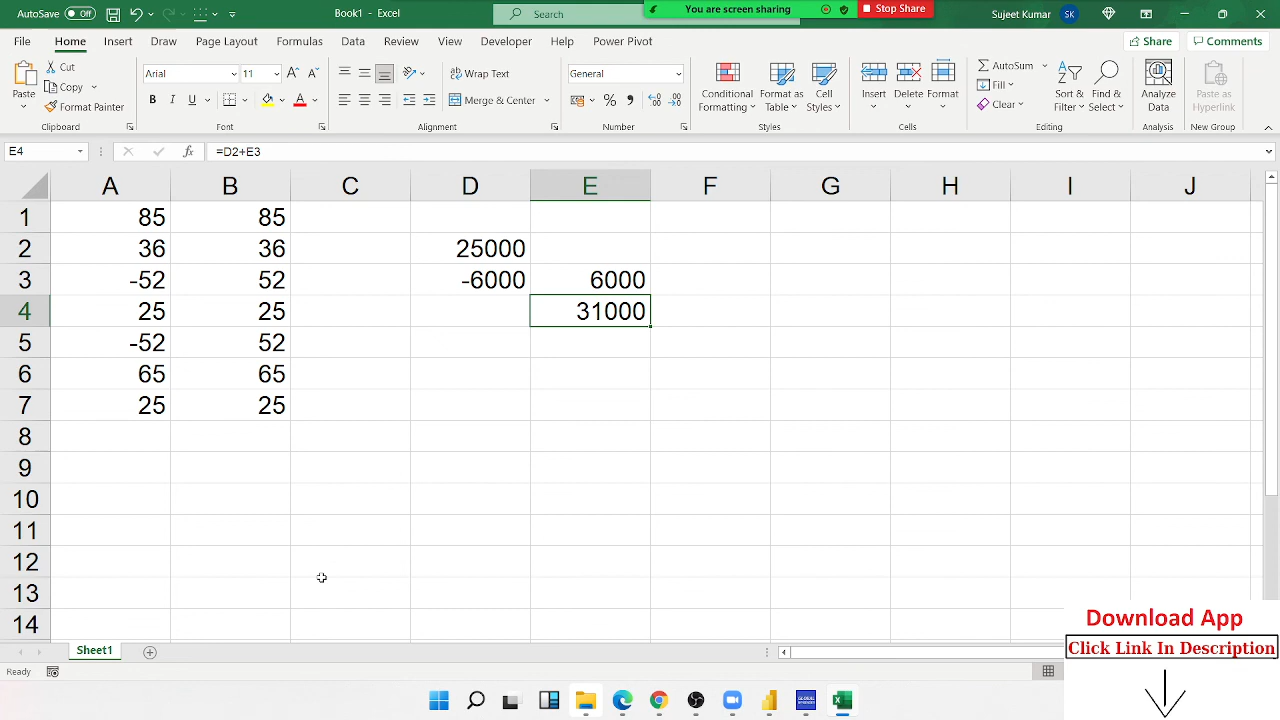 AutoSave Off Book1 - Excel Search You are screen sharing Stop Share Sujeet Kumar SK
File Home Insert Draw Page Layout Formulas Data Review View Developer Help Power Pivot Share Comments
Paste Cut Copy Format Painter
Clipboard
Arial 11
B I U
Font
Wrap Text
Merge & Center
Alignment
General
Number
Conditional Formatting
Format as Table
Cell Styles
Styles
Insert Delete Format
Cells
AutoSum
Fill
Clear
Sort & Filter
Find & Select
Editing
Analyze Data
Analysis
Paste as Hyperlink
New Group
E4 fx =D2+E3
A B C D E F G H I J
1 85 85
2 36 36 25000
3 -52 52 -6000 6000
4 25 25 31000
5 -52 52
6 65 65
7 25 25
8
9
10
11
12
13
14
Sheet1
Ready
Download App
Click Link In Description